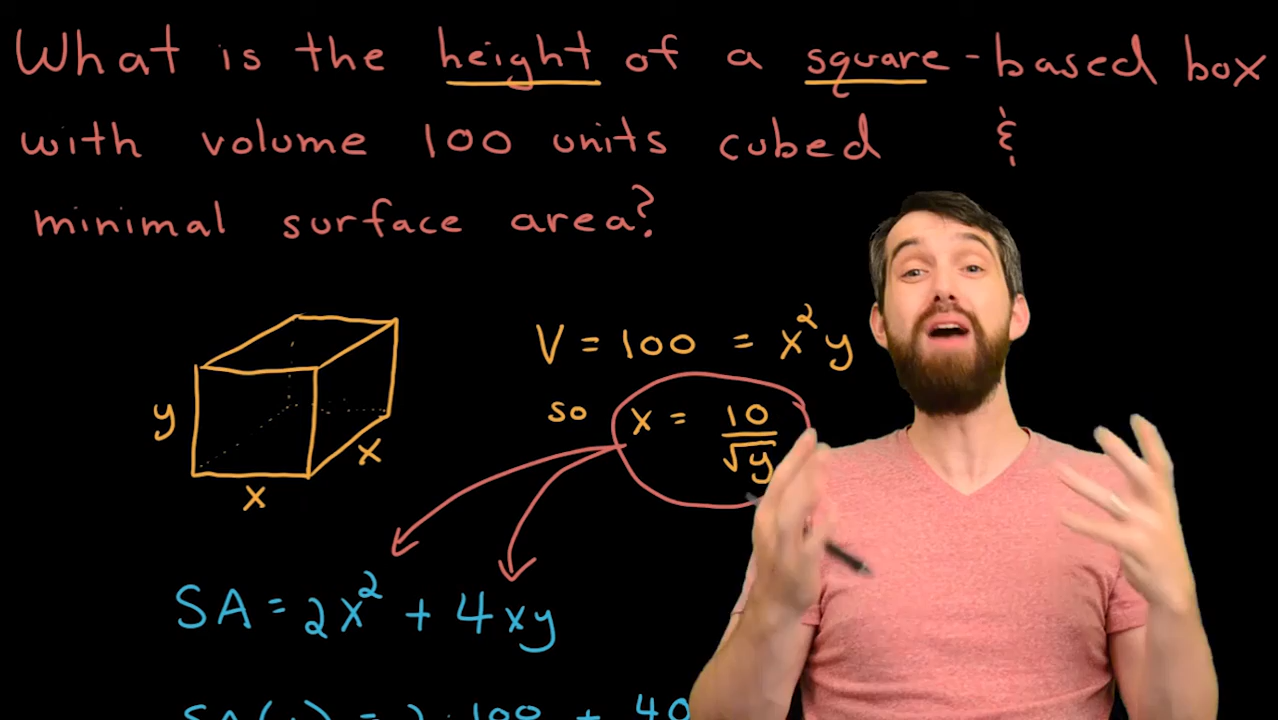 What is the height of a square-based box
with volume 100 units cubed &
minimal surface area?
V = 100 = x²y
so x = 10/√y
y
x
x
SA = 2x² + 4xy